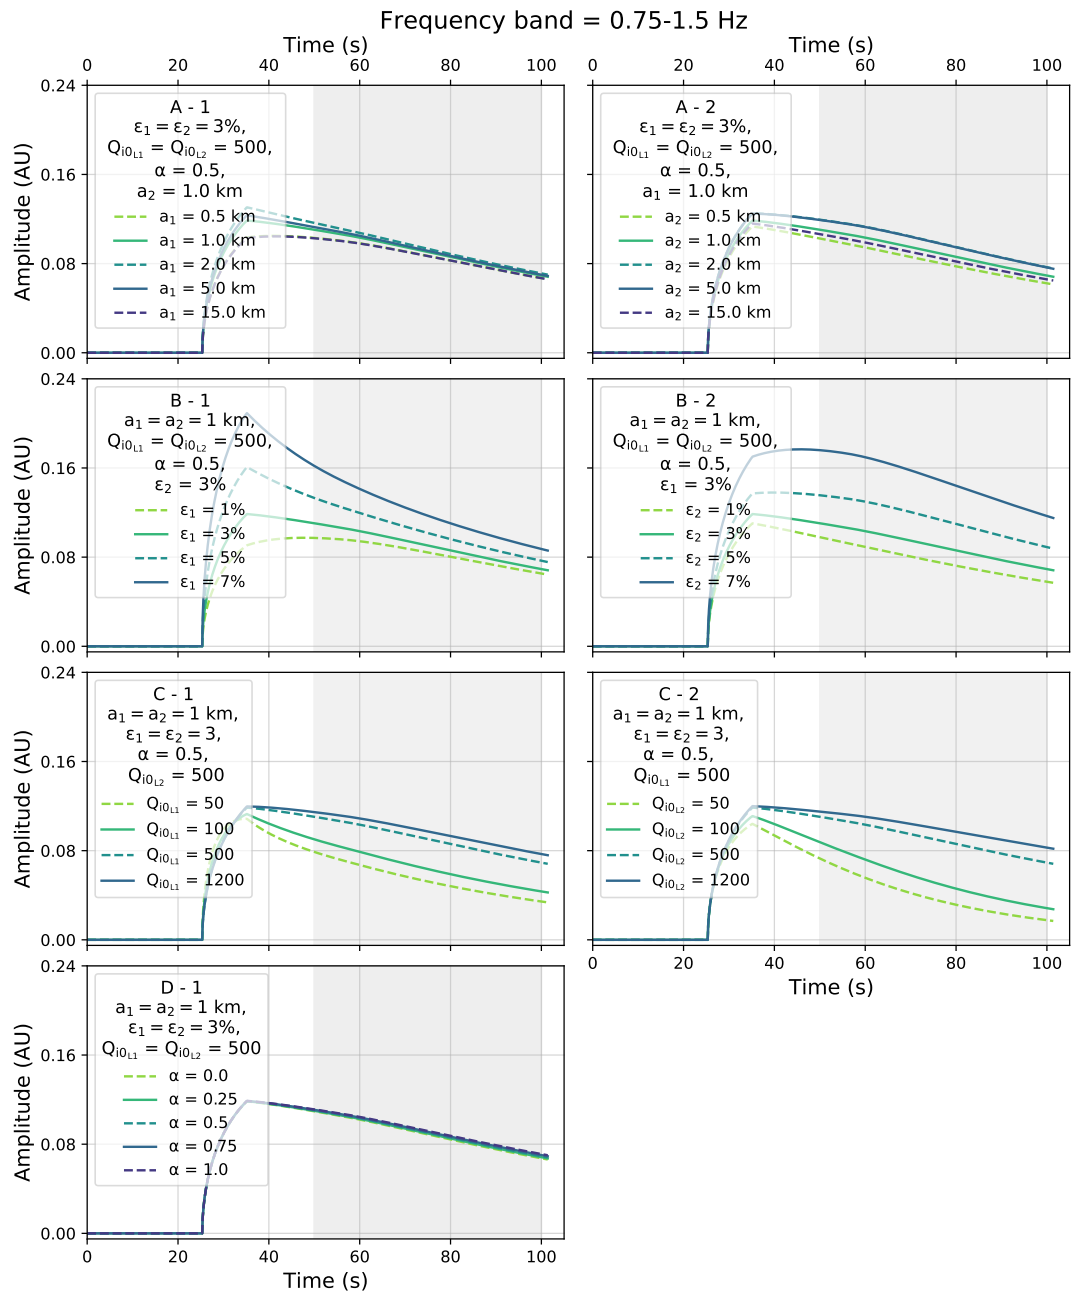 Frequency band = 0.75-1.5 Hz
Time (s)
Time (s)
0 20 40 60 80 100
0 20 40 60 80 100
Amplitude (AU)
0.24
0.16
0.08
0.00
A - 1
ε₁ = ε₂ = 3%,
Qi0L1 = Qi0L2 = 500,
α = 0.5,
a₂ = 1.0 km
a₁ = 0.5 km
a₁ = 1.0 km
a₁ = 2.0 km
a₁ = 5.0 km
a₁ = 15.0 km
A - 2
ε₁ = ε₂ = 3%,
Qi0L1 = Qi0L2 = 500,
α = 0.5,
a₁ = 1.0 km
a₂ = 0.5 km
a₂ = 1.0 km
a₂ = 2.0 km
a₂ = 5.0 km
a₂ = 15.0 km
Amplitude (AU)
0.24
0.16
0.08
0.00
B - 1
a₁ = a₂ = 1 km,
Qi0L1 = Qi0L2 = 500,
α = 0.5,
ε₂ = 3%
ε₁ = 1%
ε₁ = 3%
ε₁ = 5%
ε₁ = 7%
B - 2
a₁ = a₂ = 1 km,
Qi0L1 = Qi0L2 = 500,
α = 0.5,
ε₁ = 3%
ε₂ = 1%
ε₂ = 3%
ε₂ = 5%
ε₂ = 7%
Amplitude (AU)
0.24
0.16
0.08
0.00
C - 1
a₁ = a₂ = 1 km,
ε₁ = ε₂ = 3,
α = 0.5,
Qi0L2 = 500
Qi0L1 = 50
Qi0L1 = 100
Qi0L1 = 500
Qi0L1 = 1200
C - 2
a₁ = a₂ = 1 km,
ε₁ = ε₂ = 3,
α = 0.5,
Qi0L1 = 500
Qi0L2 = 50
Qi0L2 = 100
Qi0L2 = 500
Qi0L2 = 1200
0 20 40 60 80 100
Time (s)
Amplitude (AU)
0.24
0.16
0.08
0.00
D - 1
a₁ = a₂ = 1 km,
ε₁ = ε₂ = 3%,
Qi0L1 = Qi0L2 = 500
α = 0.0
α = 0.25
α = 0.5
α = 0.75
α = 1.0
0 20 40 60 80 100
Time (s)